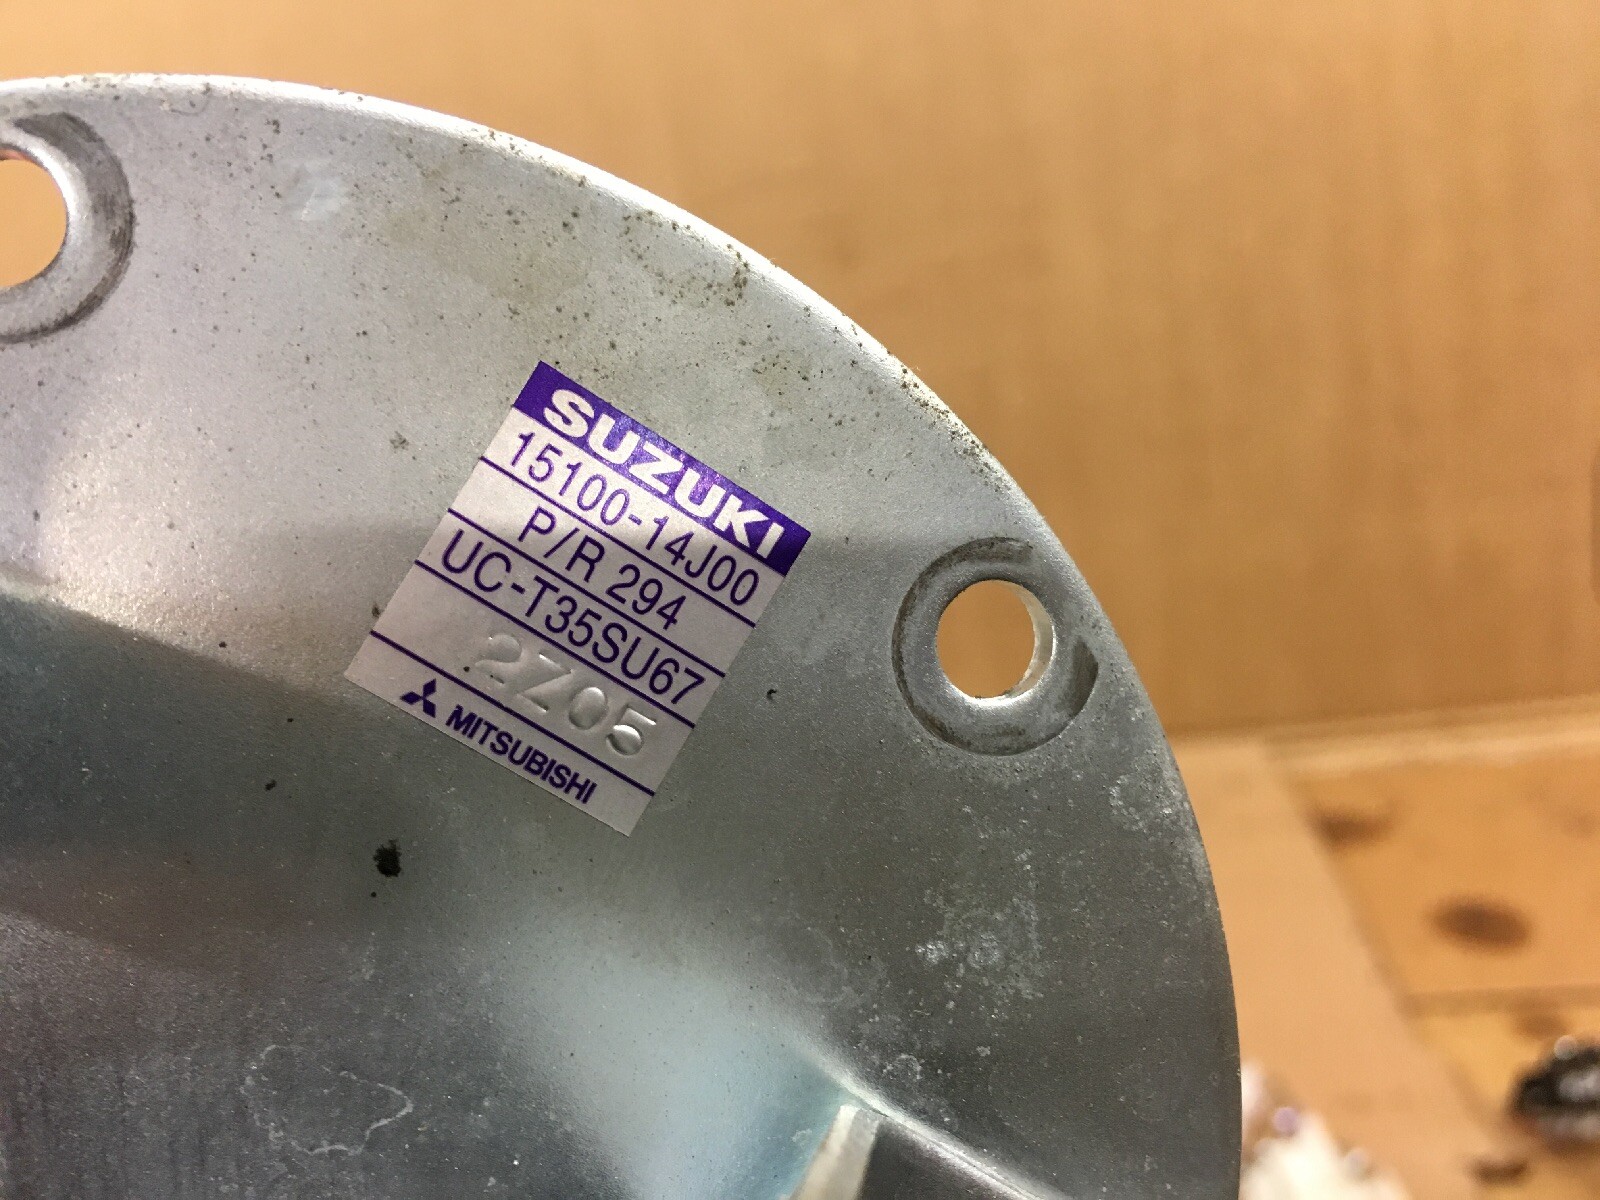 SUZUKI
15100-14J00
P/R 294
UC-T35SU67
2Z05
MITSUBISHI